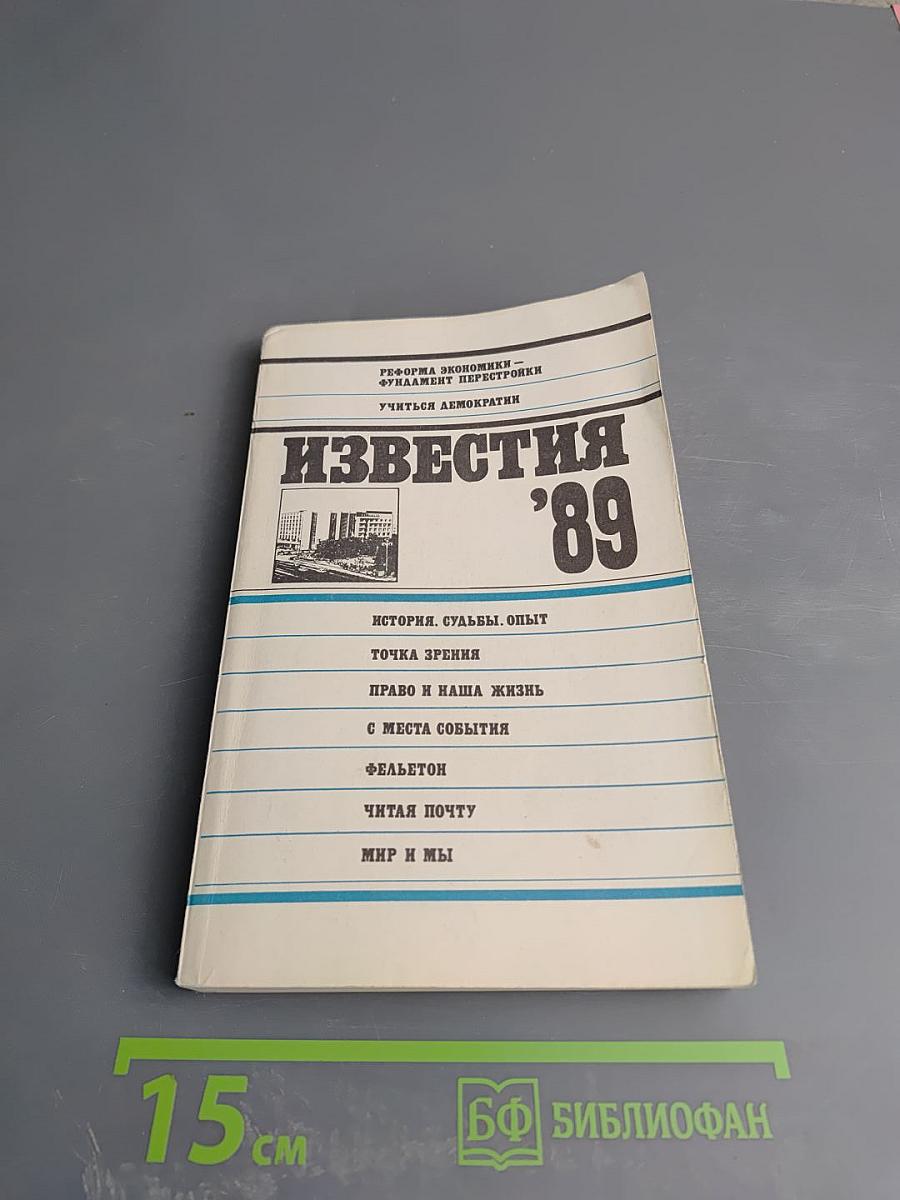 РЕФОРМА ЭКОНОМИКИ —
ФУНДАМЕНТ ПЕРЕСТРОЙКИ
УЧИТЬСЯ ДЕМОКРАТИИ
ИЗВЕСТИЯ
'89
ИСТОРИЯ. СУДЬБЫ. ОПЫТ
ТОЧКА ЗРЕНИЯ
ПРАВО И НАША ЖИЗНЬ
С МЕСТА СОБЫТИЯ
ФЕЛЬЕТОН
ЧИТАЯ ПОЧТУ
МИР И МЫ
15 см
БФ БИБЛИОФАН